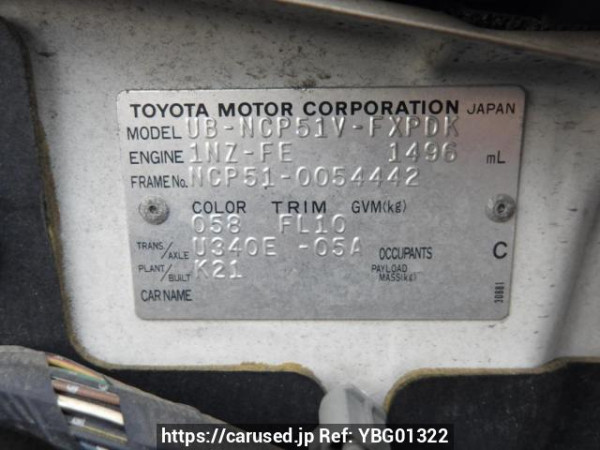 TOYOTA MOTOR CORPORATION JAPAN
MODEL UB-NCP51V-FXPDK
ENGINE 1NZ-FE 1496 mL
FRAME No. NCP51-0054442
COLOR TRIM GVM(kg)
058 FL10
TRANS/AXLE U340E -05A OCCUPANTS C
PLANT/BUILT K21 PAYLOAD MASS(kg)
CAR NAME
30881
https://carused.jp Ref: YBG01322